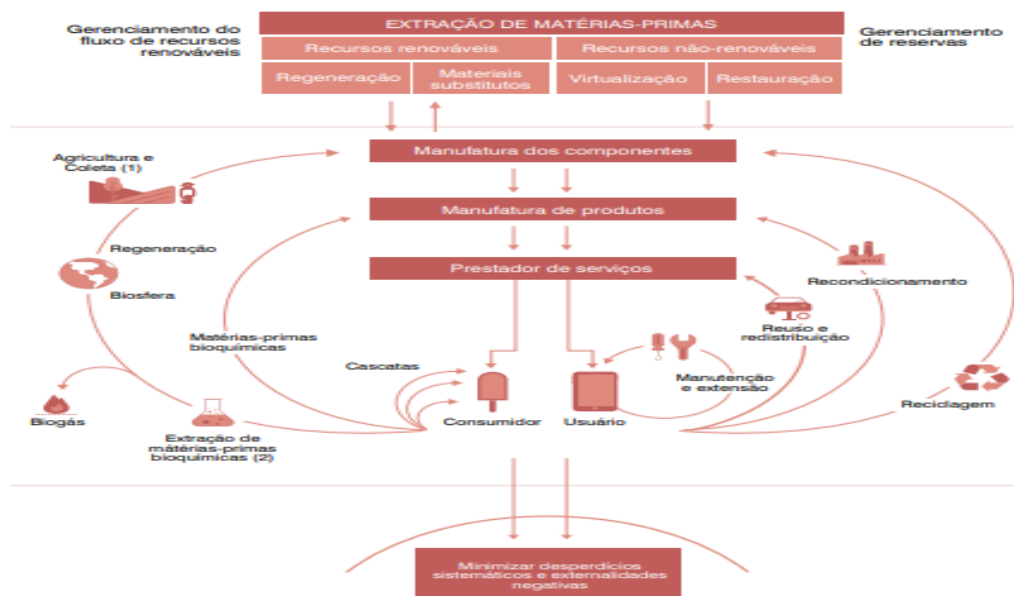 Gerenciamento do
fluxo de recursos
renováveis
EXTRAÇÃO DE MATÉRIAS-PRIMAS
Recursos renováveis
Recursos não-renováveis
Regeneração
Materiais
substitutos
Virtualização
Restauração
Gerenciamento
de reservas
Agricultura e
Coleta (1)
Manufatura dos componentes
Manufatura de produtos
Prestador de serviços
Regeneração
Biosfera
Matérias-primas
bioquímicas
Cascatas
Biogás
Extração de
mátérias-primas
bioquímicas (2)
Consumidor
Usuário
Manutenção
e extensão
Reuso e
redistribuição
Recondicionamento
Reciclagem
Minimizar desperdícios
sistemáticos e externalidades
negativas